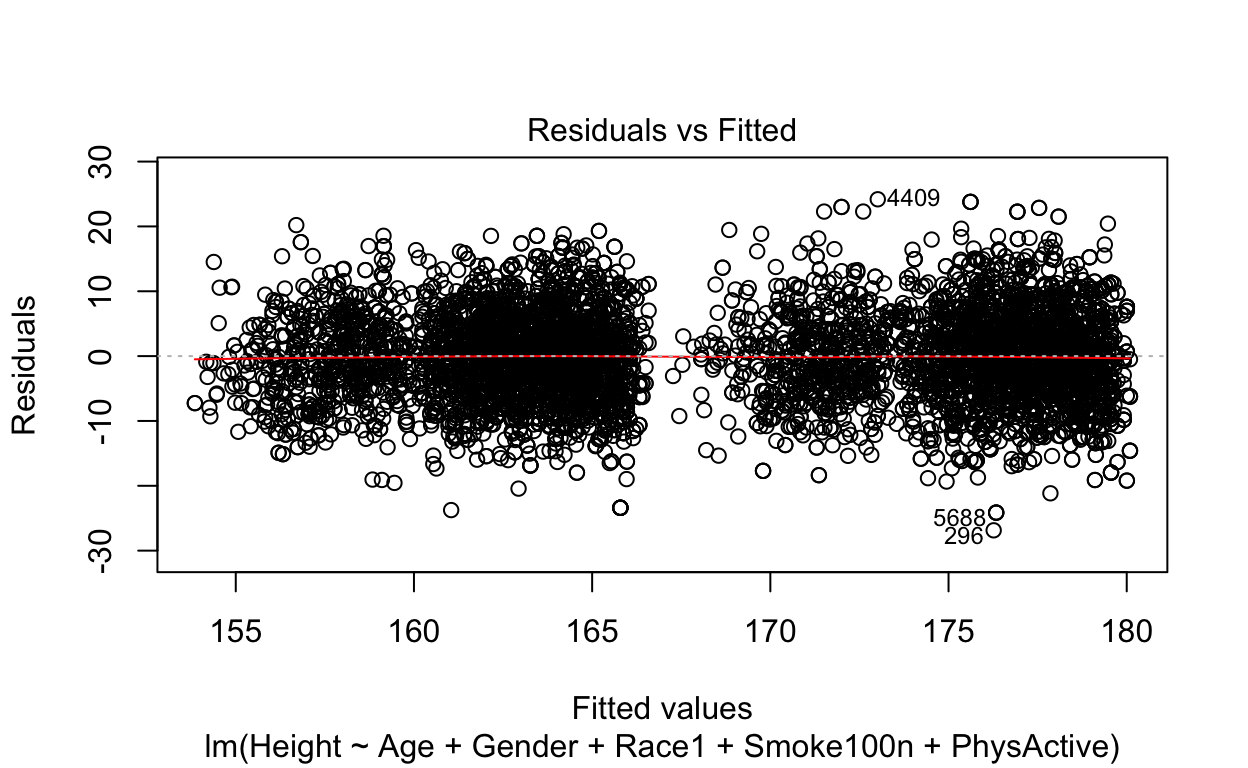 Residuals vs Fitted
Residuals
30
20
10
0
-10
-30
4409
5688
296
155 160 165 170 175 180
Fitted values
lm(Height ~ Age + Gender + Race1 + Smoke100n + PhysActive)